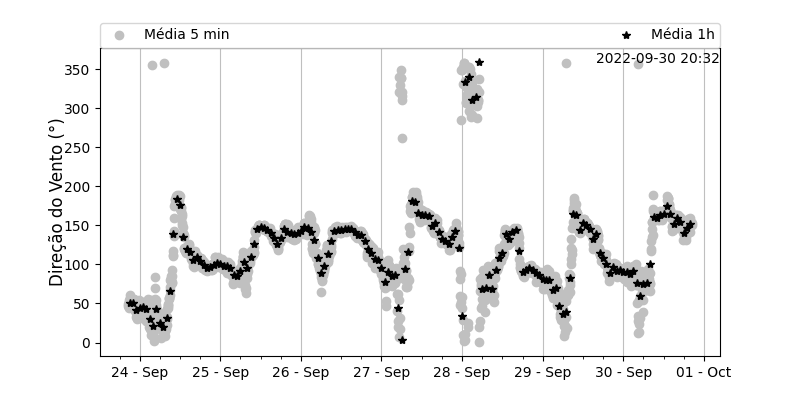 Média 5 min
Média 1h
2022-09-30 20:32
Direção do Vento (°)
350
300
250
200
150
100
50
0
24 - Sep
25 - Sep
26 - Sep
27 - Sep
28 - Sep
29 - Sep
30 - Sep
01 - Oct